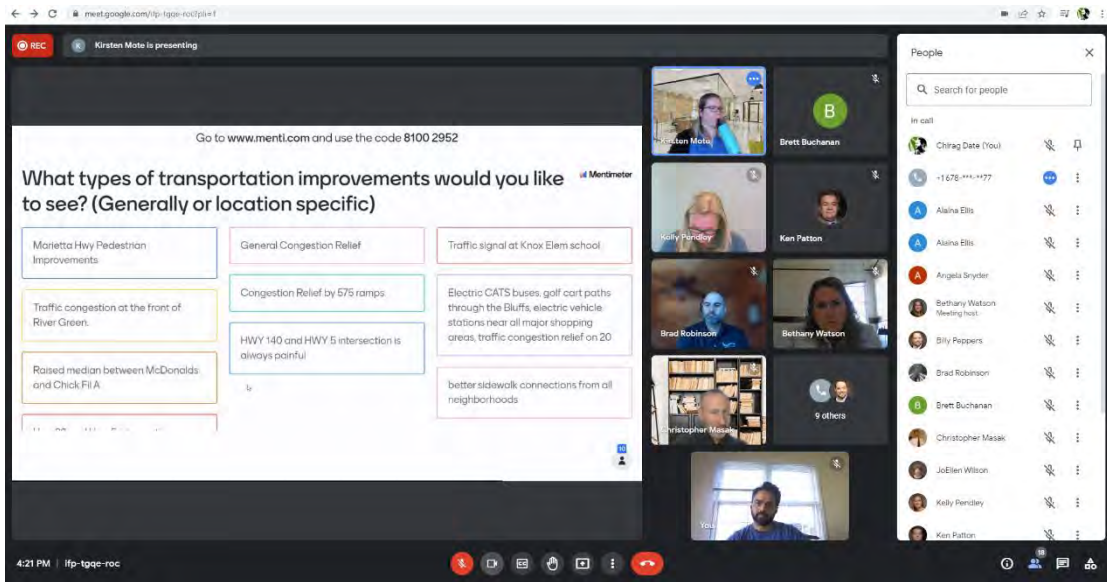 meet.google.com/ifp-tgqe-roc?pli=1
REC
K
Kirsten Mote is presenting
Go to www.menti.com and use the code 8100 2952
What types of transportation improvements would you like
to see? (Generally or location specific)
Mentimeter
Marietta Hwy Pedestrian
Improvements
Traffic congestion at the front of
River Green.
Raised median between McDonalds
and Chick Fil A
General Congestion Relief
Congestion Relief by 575 ramps
HWY 140 and HWY 5 intersection is
always painful
Traffic signal at Knox Elem school
Electric CATS buses, golf cart paths
through the Bluffs, electric vehicle
stations near all major shopping
areas, traffic congestion relief on 20
better sidewalk connections from all
neighborhoods
10
Kirsten Mote
B
Brett Buchanan
Kelly Pendley
Ken Patton
Brad Robinson
Bethany Watson
Christopher Masak
9 others
You
People
Search for people
In call
Chirag Date (You)
+1 678-***-**77
A
Alaina Ellis
A
Alaina Ellis
A
Angela Snyder
Bethany Watson
Meeting host
Billy Peppers
Brad Robinson
B
Brett Buchanan
Christopher Masak
JoEllen Wilson
Kelly Pendley
Ken Patton
4:21 PM | ifp-tgqe-roc
18